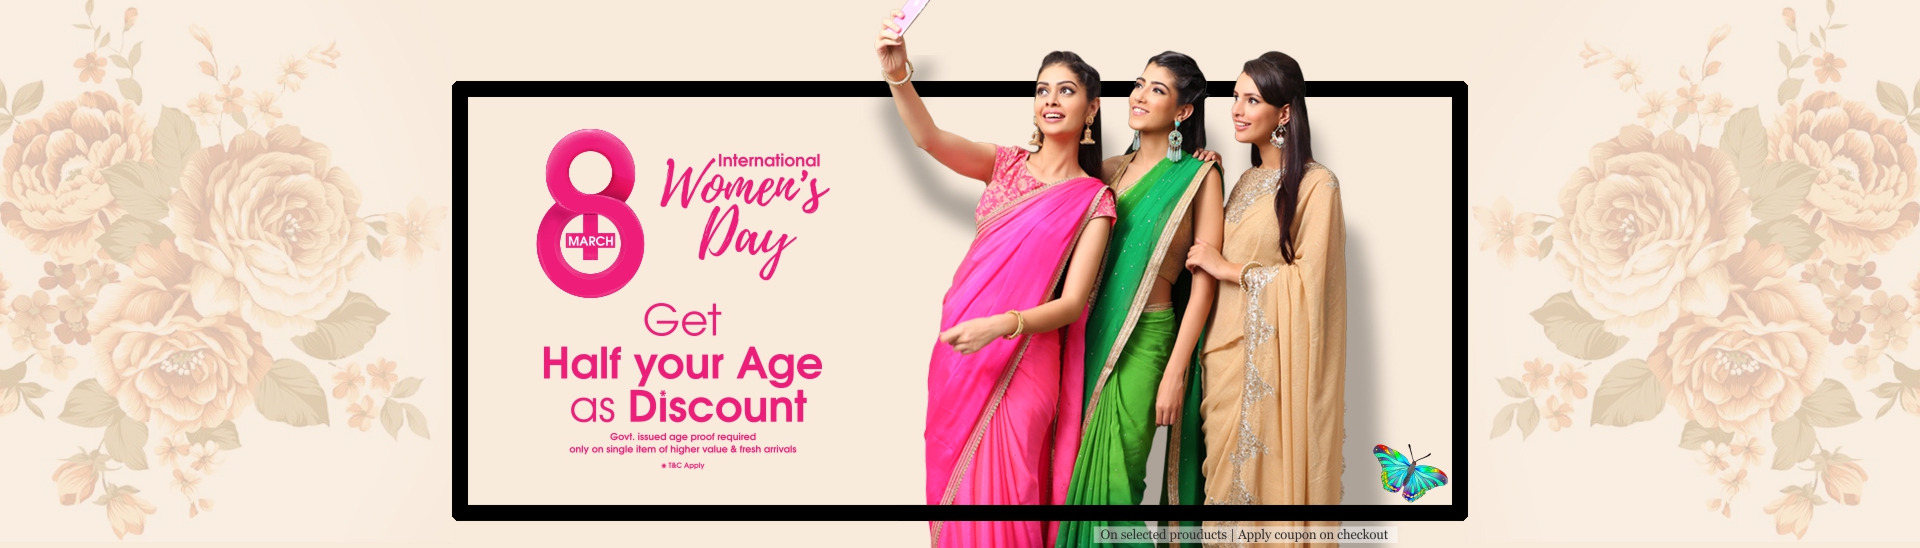 8
MARCH
International
Women's
Day
Get
Half your Age
as Discount
Govt. issued age proof required
only on single item of higher value & fresh arrivals
* T&C Apply
On selected prouducts | Apply coupon on checkout